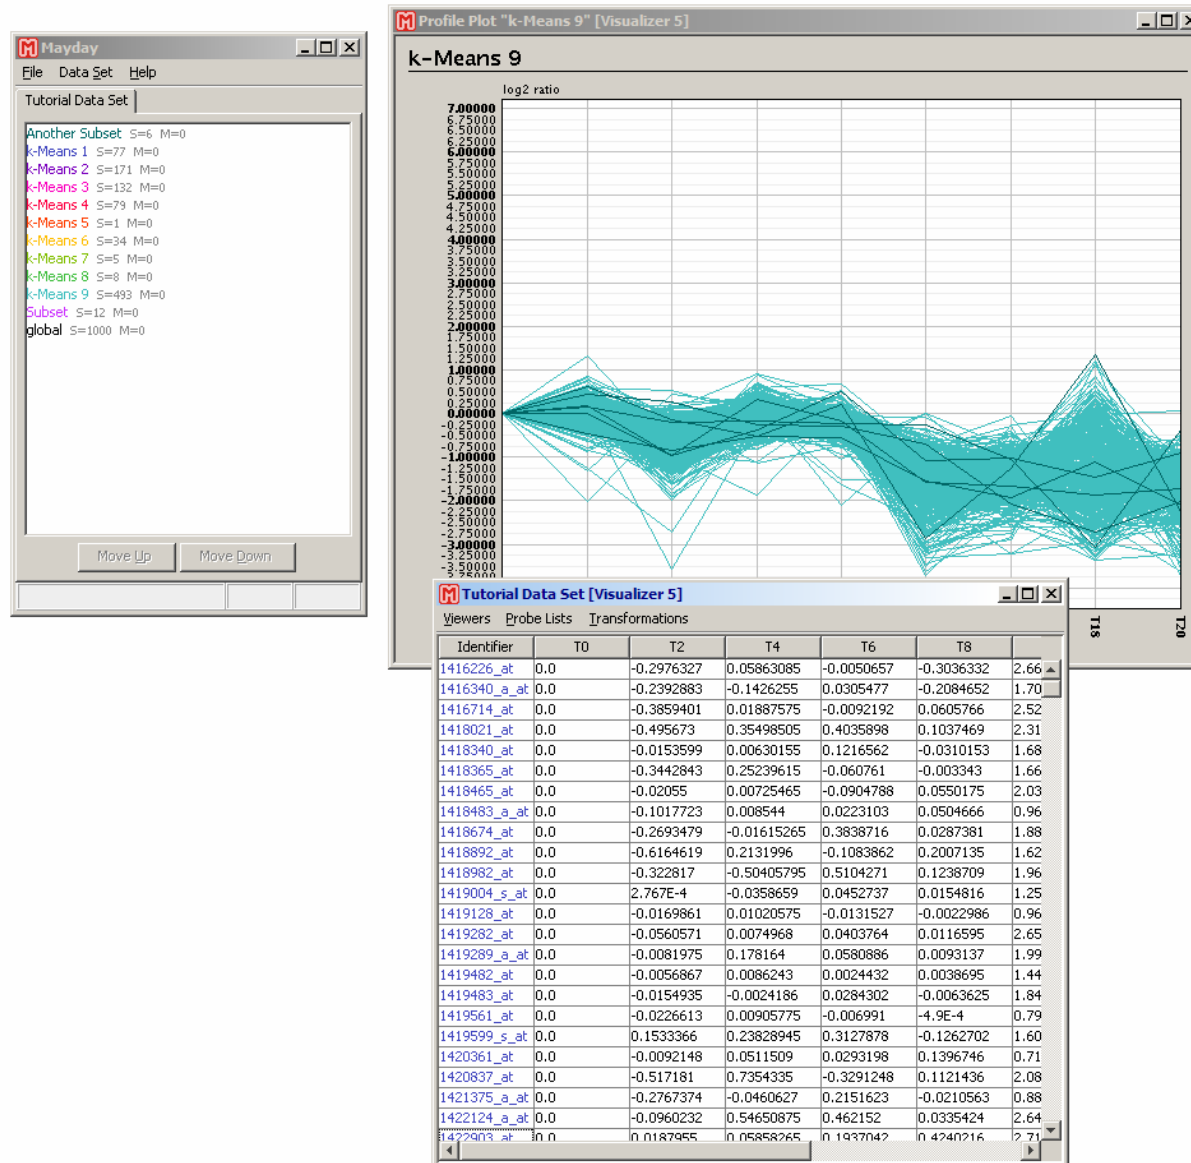 Mayday
File Data Set Help
Tutorial Data Set
Another Subset S=6 M=0
k-Means 1 S=77 M=0
k-Means 2 S=171 M=0
k-Means 3 S=132 M=0
k-Means 4 S=79 M=0
k-Means 5 S=1 M=0
k-Means 6 S=34 M=0
k-Means 7 S=5 M=0
k-Means 8 S=8 M=0
k-Means 9 S=493 M=0
Subset S=12 M=0
global S=1000 M=0
Move Up Move Down
Profile Plot "k-Means 9" [Visualizer 5]
k-Means 9
log2 ratio
7.00000
6.75000
6.50000
6.25000
6.00000
5.75000
5.50000
5.25000
5.00000
4.75000
4.50000
4.25000
4.00000
3.75000
3.50000
3.25000
3.00000
2.75000
2.50000
2.25000
2.00000
1.75000
1.50000
1.25000
1.00000
0.75000
0.50000
0.25000
0.00000
-0.25000
-0.50000
-0.75000
-1.00000
-1.25000
-1.50000
-1.75000
-2.00000
-2.25000
-2.50000
-2.75000
-3.00000
-3.25000
-3.50000
T18 T20
Tutorial Data Set [Visualizer 5]
Viewers Probe Lists Transformations
Identifier T0 T2 T4 T6 T8
1416226_at 0.0 -0.2976327 0.05863085 -0.0050657 -0.3036332 2.66
1416340_a_at 0.0 -0.2392883 -0.1426255 0.0305477 -0.2084652 1.70
1416714_at 0.0 -0.3859401 0.01887575 -0.0092192 0.0605766 2.52
1418021_at 0.0 -0.495673 0.35498505 0.4035898 0.1037469 2.31
1418340_at 0.0 -0.0153599 0.00630155 0.1216562 -0.0310153 1.68
1418365_at 0.0 -0.3442843 0.25239615 -0.060761 -0.003343 1.66
1418465_at 0.0 -0.02055 0.00725465 -0.0904788 0.0550175 2.03
1418483_a_at 0.0 -0.1017723 0.008544 0.0223103 0.0504666 0.96
1418674_at 0.0 -0.2693479 -0.01615265 0.3838716 0.0287381 1.88
1418892_at 0.0 -0.6164619 0.2131996 -0.1083862 0.2007135 1.62
1418982_at 0.0 -0.322817 -0.50405795 0.5104271 0.1238709 1.96
1419004_s_at 0.0 2.767E-4 -0.0358659 0.0452737 0.0154816 1.25
1419128_at 0.0 -0.0169861 0.01020575 -0.0131527 -0.0022986 0.96
1419282_at 0.0 -0.0560571 0.0074968 0.0403764 0.0116595 2.65
1419289_a_at 0.0 -0.0081975 0.178164 0.0580886 0.0093137 1.99
1419482_at 0.0 -0.0056867 0.0086243 0.0024432 0.0038695 1.44
1419483_at 0.0 -0.0154935 -0.0024186 0.0284302 -0.0063625 1.84
1419561_at 0.0 -0.0226613 0.00905775 -0.006991 -4.9E-4 0.79
1419599_s_at 0.0 0.1533366 0.23828945 0.3127878 -0.1262702 1.60
1420361_at 0.0 -0.0092148 0.0511509 0.0293198 0.1396746 0.71
1420837_at 0.0 -0.517181 0.7354335 -0.3291248 0.1121436 2.08
1421375_a_at 0.0 -0.2767374 -0.0460627 0.2151623 -0.0210563 0.88
1422124_a_at 0.0 -0.0960232 0.54650875 0.462152 0.0335424 2.64
1422903_at 0.0 0.0187955 0.05858265 0.1937042 0.4240216 2.71